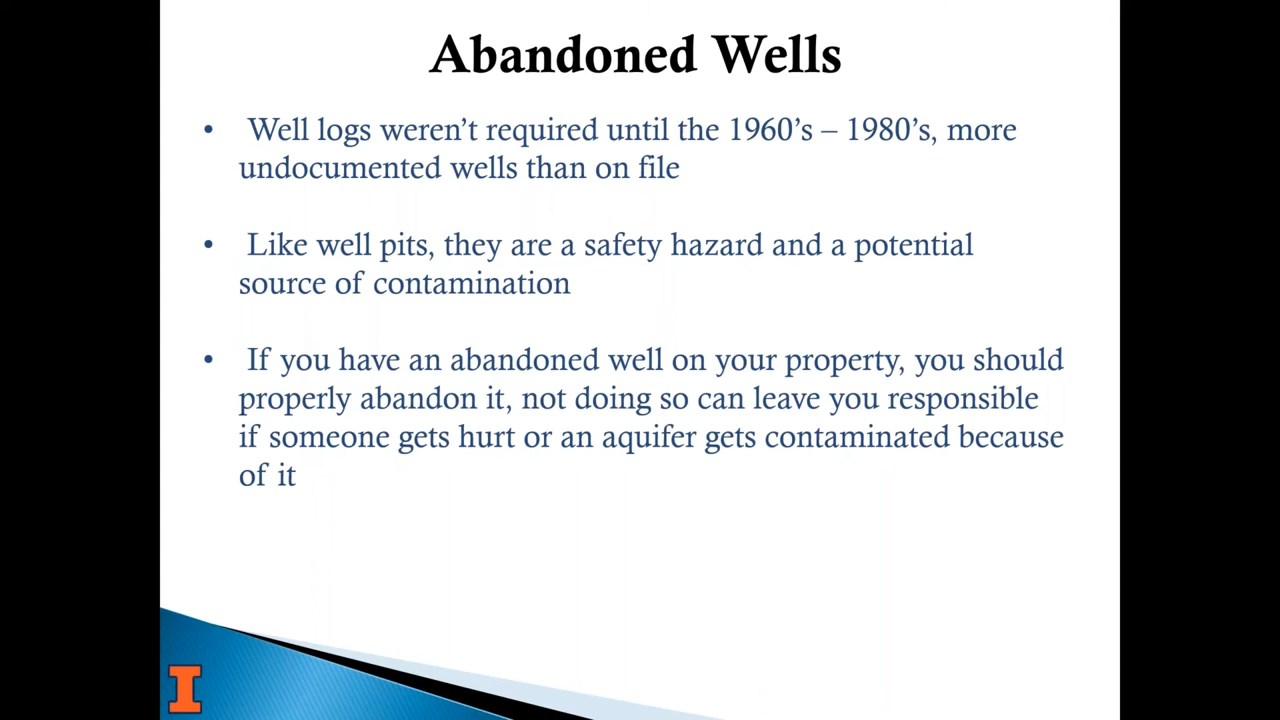 Abandoned Wells
• Well logs weren’t required until the 1960’s – 1980’s, more
undocumented wells than on file
• Like well pits, they are a safety hazard and a potential
source of contamination
• If you have an abandoned well on your property, you should
properly abandon it, not doing so can leave you responsible
if someone gets hurt or an aquifer gets contaminated because
of it
I